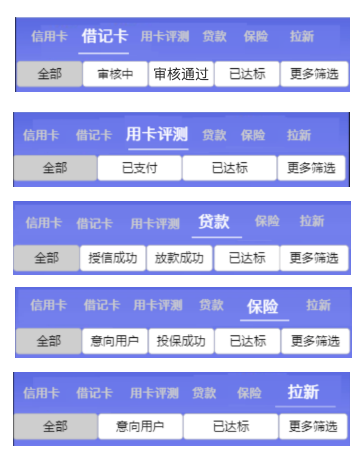 信用卡 借记卡 用卡评测 贷款 保险 拉新
全部 审核中 审核通过 已达标 更多筛选
信用卡 借记卡 用卡评测 贷款 保险 拉新
全部 已支付 已达标 更多筛选
信用卡 借记卡 用卡评测 贷款 保险 拉新
全部 授信成功 放款成功 已达标 更多筛选
信用卡 借记卡 用卡评测 贷款 保险 拉新
全部 意向用户 投保成功 已达标 更多筛选
信用卡 借记卡 用卡评测 贷款 保险 拉新
全部 意向用户 已达标 更多筛选